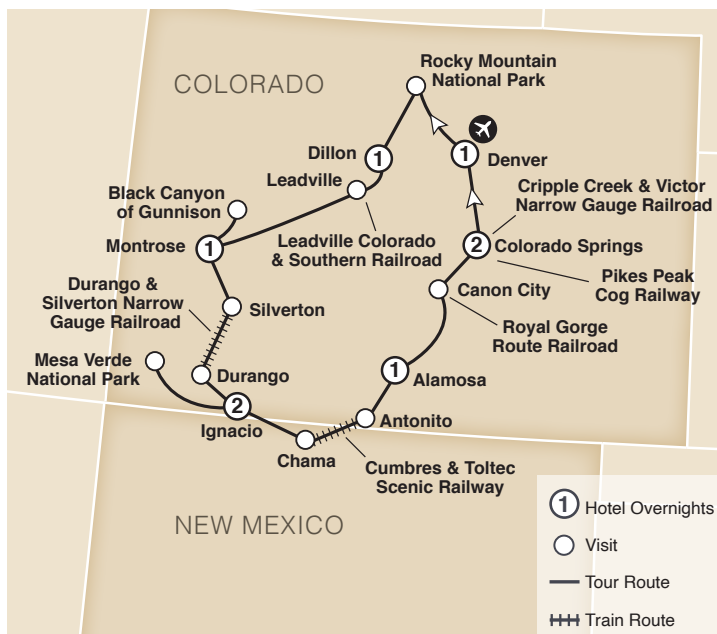 Rocky Mountain
National Park
COLORADO
1
Dillon
1
Denver
Leadville
Cripple Creek & Victor
Narrow Gauge Railroad
Black Canyon
of Gunnison
Montrose
1
Leadville Colorado
& Southern Railroad
2
Colorado Springs
Pikes Peak
Cog Railway
Durango &
Silverton Narrow
Gauge Railroad
Silverton
Canon City
Royal Gorge
Route Railroad
Mesa Verde
National Park
Durango
1
Alamosa
2
Ignacio
Antonito
Chama
Cumbres & Toltec
Scenic Railway
NEW MEXICO
1 Hotel Overnights
Visit
Tour Route
Train Route